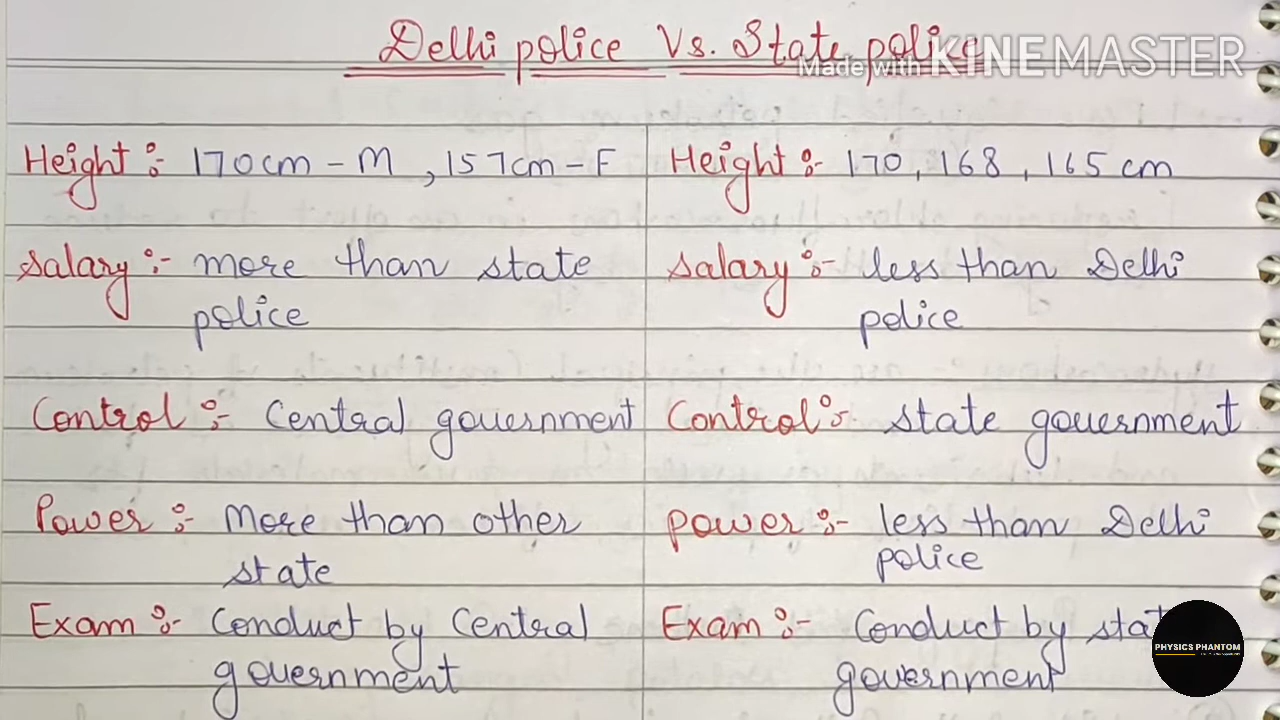 Delhi police Vs. State police
Made with KINEMASTER
Height :- 170cm - M , 157cm - F
Height :- 170, 168, 165 cm
Salary :- more than state
police
Salary :- less than Delhi
police
Control :- Central government
Control :- State government
Power :- More than other
state
power :- less than Delhi
police
Exam :- Conduct by Central
government
Exam :- Conduct by stat
government
PHYSICS PHANTOM